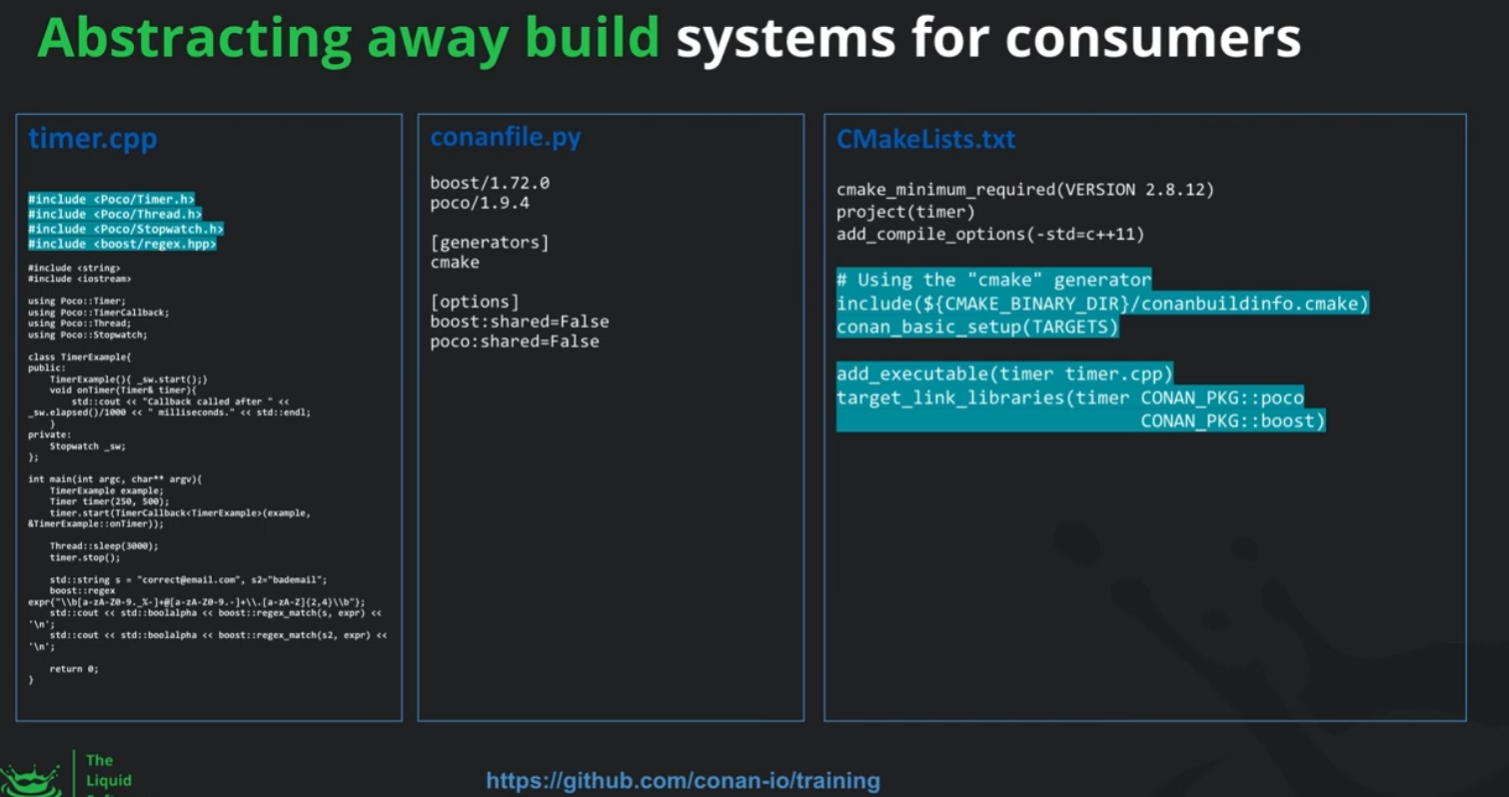 Abstracting away build systems for consumers
timer.cpp
#include <Poco/Timer.h>
#include <Poco/Thread.h>
#include <Poco/Stopwatch.h>
#include <boost/regex.hpp>
#include <string>
#include <iostream>
using Poco::Timer;
using Poco::TimerCallback;
using Poco::Thread;
using Poco::Stopwatch;
class TimerExample{
public:
TimerExample(){ _sw.start();}
void onTimer(Timer& timer){
std::cout << "Callback called after " <<
_sw.elapsed()/1000 << " milliseconds." << std::endl;
}
private:
Stopwatch _sw;
};
int main(int argc, char** argv){
TimerExample example;
Timer timer(250, 500);
timer.start(TimerCallback<TimerExample>(example,
&TimerExample::onTimer));
Thread::sleep(3000);
timer.stop();
std::string s = "correct@email.com", s2="bademail";
boost::regex
expr("\\b[a-zA-Z0-9._%-]+@[a-zA-Z0-9.-]+\\.[a-zA-Z]{2,4}\\b");
std::cout << std::boolalpha << boost::regex_match(s, expr) <<
'\n';
std::cout << std::boolalpha << boost::regex_match(s2, expr) <<
'\n';
return 0;
}
conanfile.py
boost/1.72.0
poco/1.9.4
[generators]
cmake
[options]
boost:shared=False
poco:shared=False
CMakeLists.txt
cmake_minimum_required(VERSION 2.8.12)
project(timer)
add_compile_options(-std=c++11)
# Using the "cmake" generator
include(${CMAKE_BINARY_DIR}/conanbuildinfo.cmake)
conan_basic_setup(TARGETS)
add_executable(timer timer.cpp)
target_link_libraries(timer CONAN_PKG::poco
CONAN_PKG::boost)
The
Liquid
https://github.com/conan-io/training